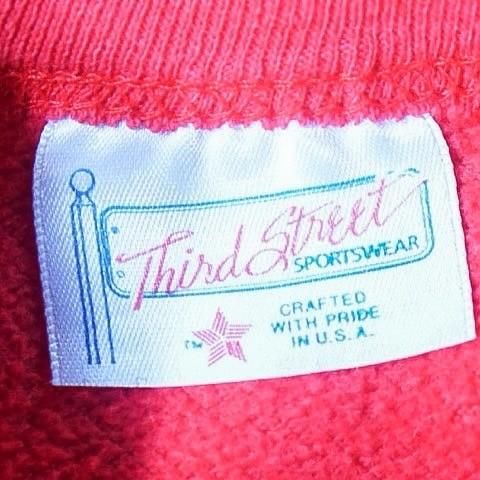 Third Street
SPORTSWEAR
CRAFTED
WITH PRIDE
IN U.S.A.
TM